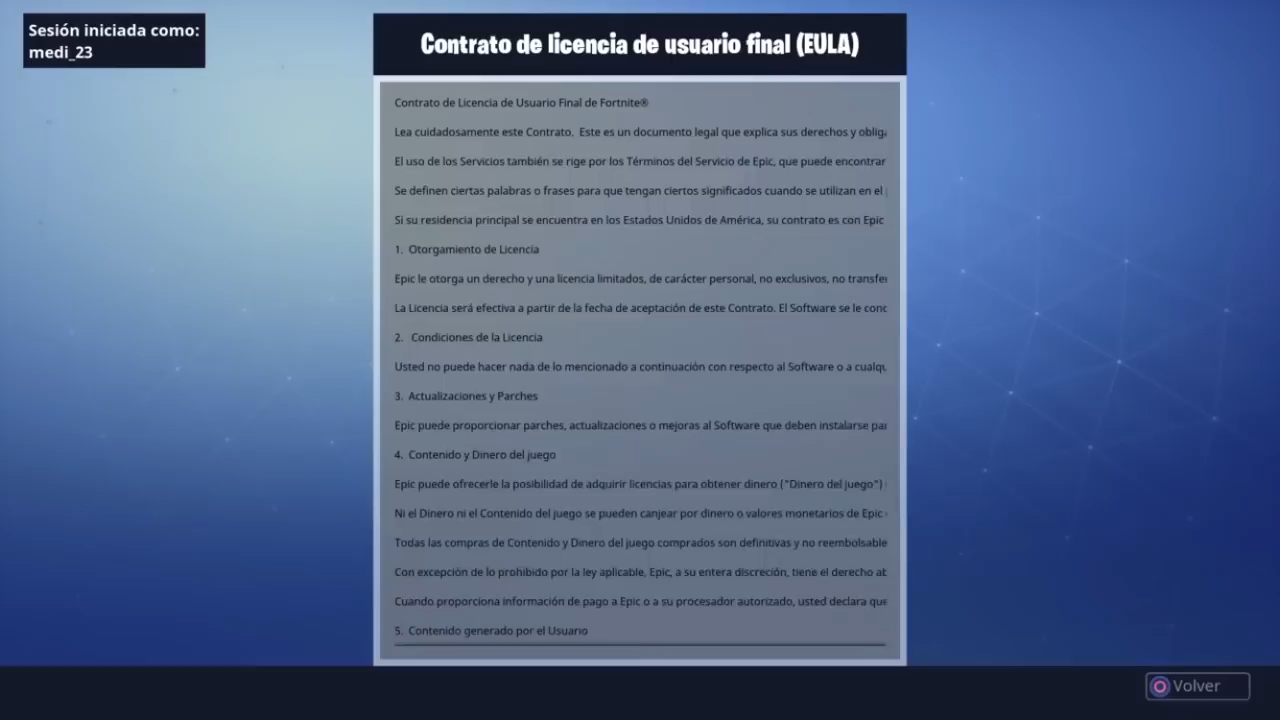 Sesión iniciada como:
medi_23
Contrato de licencia de usuario final (EULA)
Contrato de Licencia de Usuario Final de Fortnite®
Lea cuidadosamente este Contrato.  Este es un documento legal que explica sus derechos y oblig
El uso de los Servicios también se rige por los Términos del Servicio de Epic, que puede encontrar
Se definen ciertas palabras o frases para que tengan ciertos significados cuando se utilizan en el
Si su residencia principal se encuentra en los Estados Unidos de América, su contrato es con Epic
1.  Otorgamiento de Licencia
Epic le otorga un derecho y una licencia limitados, de carácter personal, no exclusivos, no transfe
La Licencia será efectiva a partir de la fecha de aceptación de este Contrato. El Software se le conc
2.   Condiciones de la Licencia
Usted no puede hacer nada de lo mencionado a continuación con respecto al Software o a cualqu
3.  Actualizaciones y Parches
Epic puede proporcionar parches, actualizaciones o mejoras al Software que deben instalarse par
4.  Contenido y Dinero del juego
Epic puede ofrecerle la posibilidad de adquirir licencias para obtener dinero ("Dinero del juego")
Ni el Dinero ni el Contenido del juego se pueden canjear por dinero o valores monetarios de Epic
Todas las compras de Contenido y Dinero del juego comprados son definitivas y no reembolsable
Con excepción de lo prohibido por la ley aplicable, Epic, a su entera discreción, tiene el derecho ab
Cuando proporciona información de pago a Epic o a su procesador autorizado, usted declara que
5.  Contenido generado por el Usuario
Volver